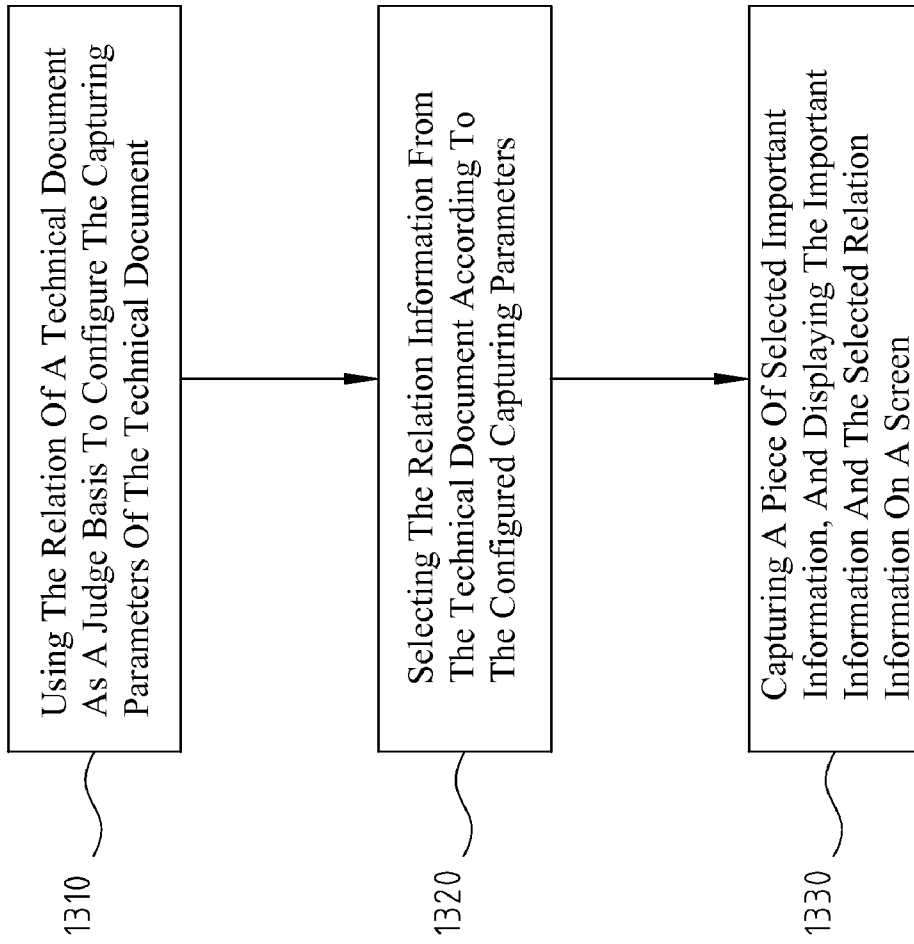 1310
Using The Relation Of A Technical Document
As A Judge Basis To Configure The Capturing
Parameters Of The Technical Document
1320
Selecting The Relation Information From
The Technical Document According To
The Configured Capturing Parameters
1330
Capturing A Piece Of Selected Important
Information, And Displaying The Important
Information And The Selected Relation
Information On A Screen